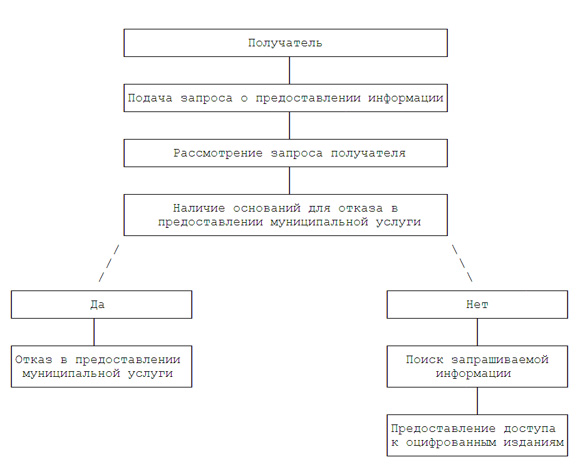 Получатель
Подача запроса о предоставлении информации
Рассмотрение запроса получателя
Наличие оснований для отказа в
предоставлении муниципальной услуги
Да
Нет
Отказ в предоставлении
муниципальной услуги
Поиск запрашиваемой
информации
Предоставление доступа
к оцифрованным изданиям